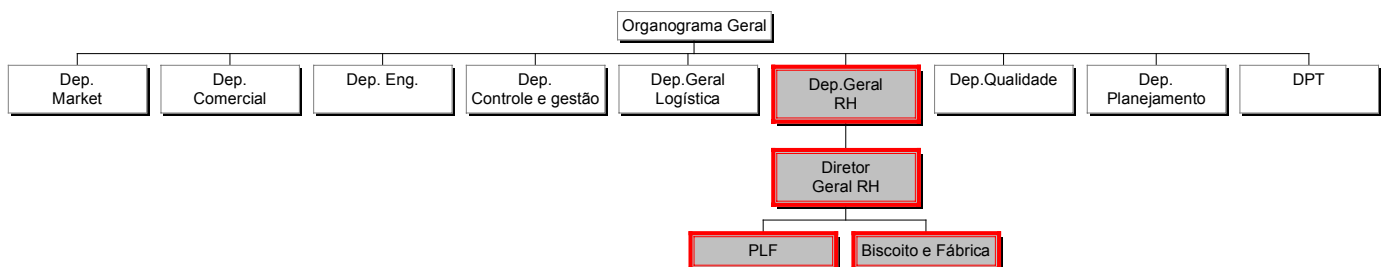 Organograma Geral
Dep.
Market
Dep.
Comercial
Dep. Eng.
Dep.
Controle e gestão
Dep.Geral
Logística
Dep.Geral
RH
Dep.Qualidade
Dep.
Planejamento
DPT
Diretor
Geral RH
PLF
Biscoito e Fábrica